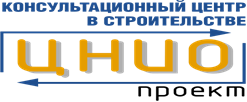 КОНСУЛЬТАЦИОННЫЙ ЦЕНТР
В СТРОИТЕЛЬСТВЕ
ЦНИО
проект